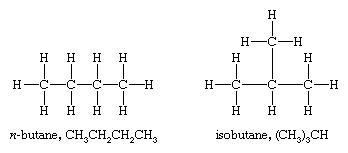 H
H—C—H
H H H H H H
H—C—C—C—C—H H—C—C—C—H
H H H H H H H
n-butane, CH₃CH₂CH₂CH₃ isobutane, (CH₃)₃CH